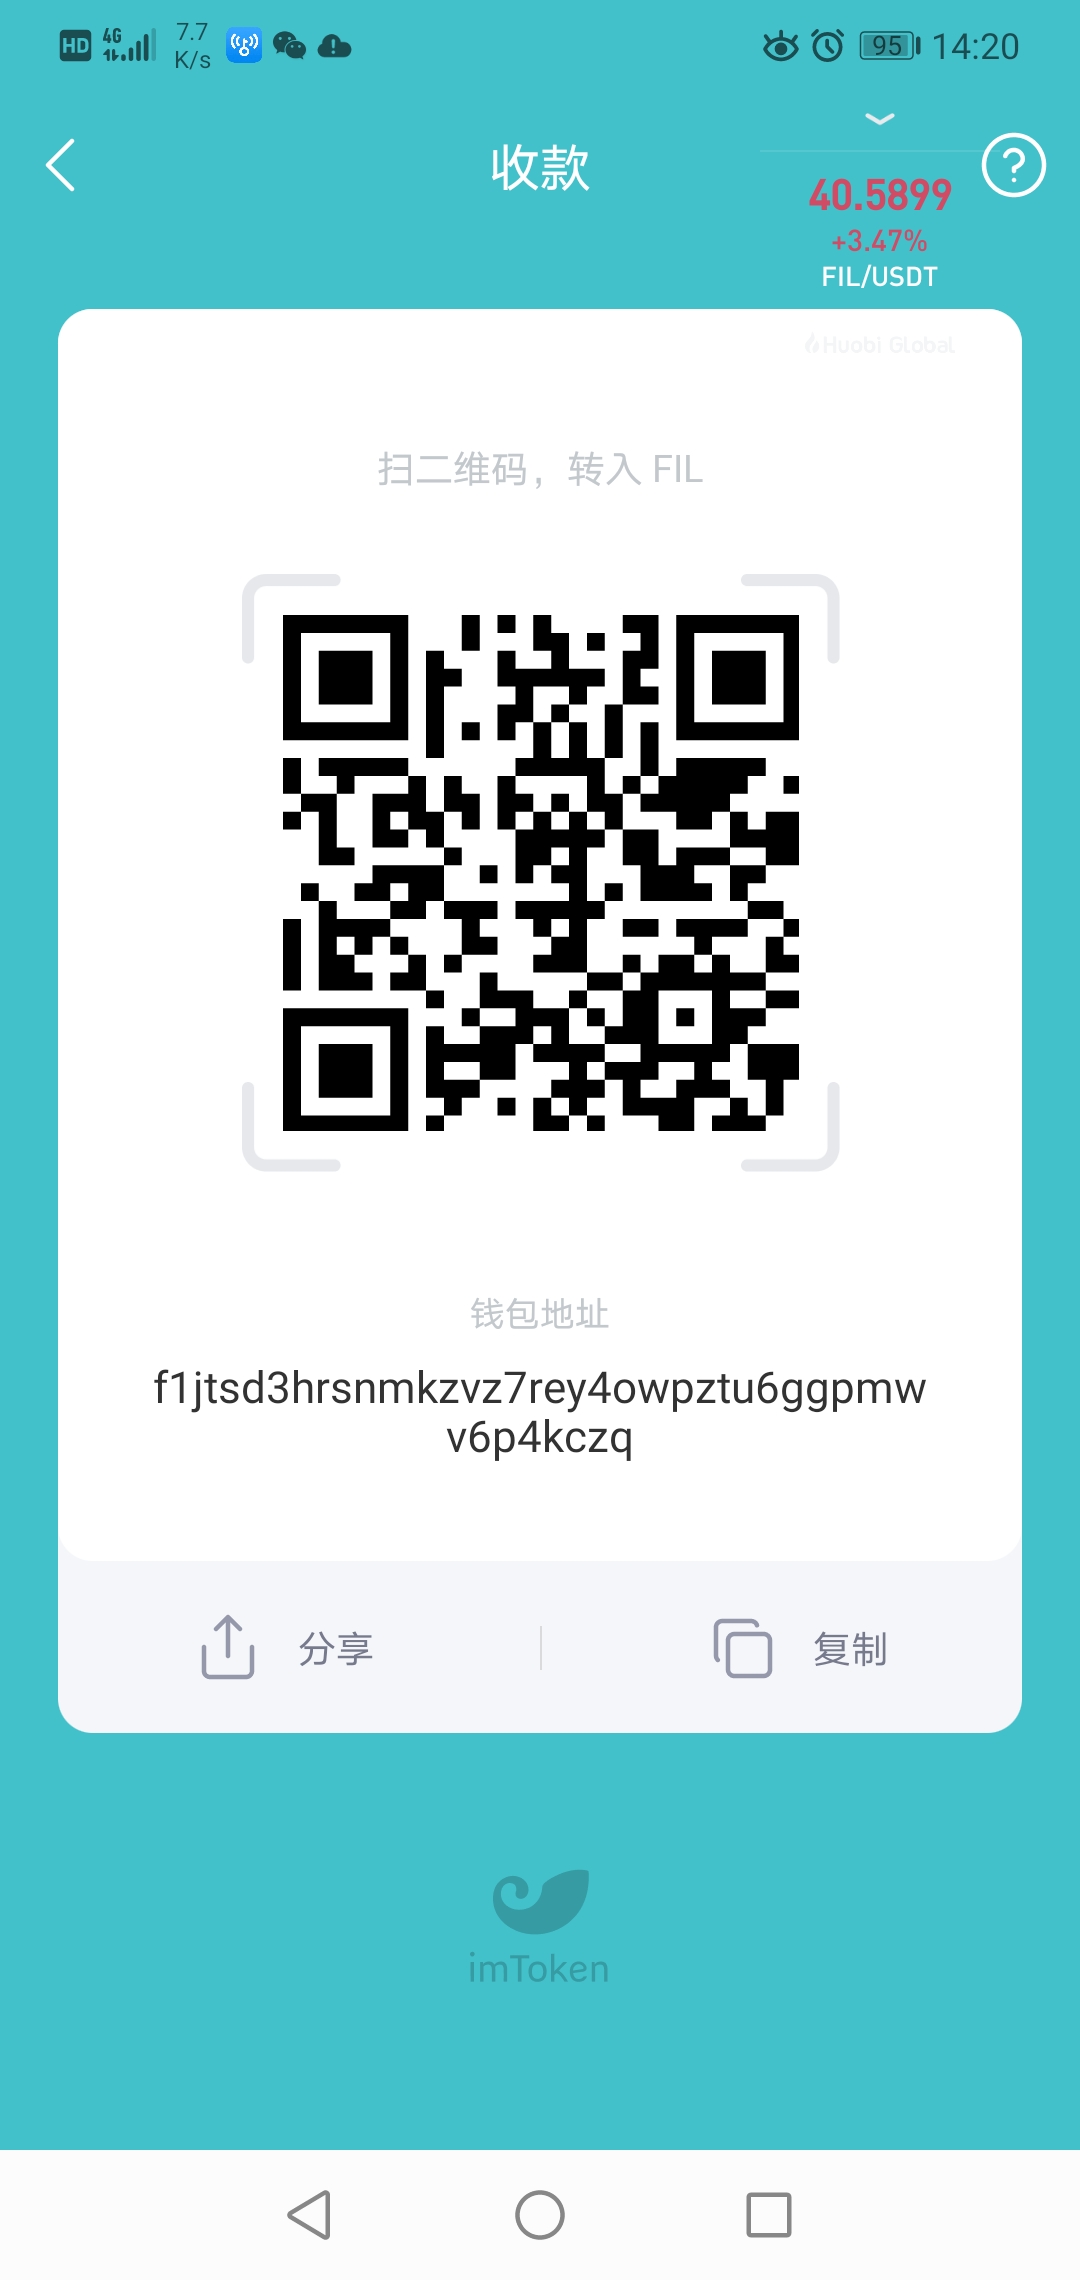 HD 4G 7.7 K/s 95 14:20
收款
40.5899
+3.47%
FIL/USDT
Huobi Global
扫二维码，转入 FIL
钱包地址
f1jtsd3hrsnmkzvz7rey4owpztu6ggpmw
v6p4kczq
分享 复制
imToken